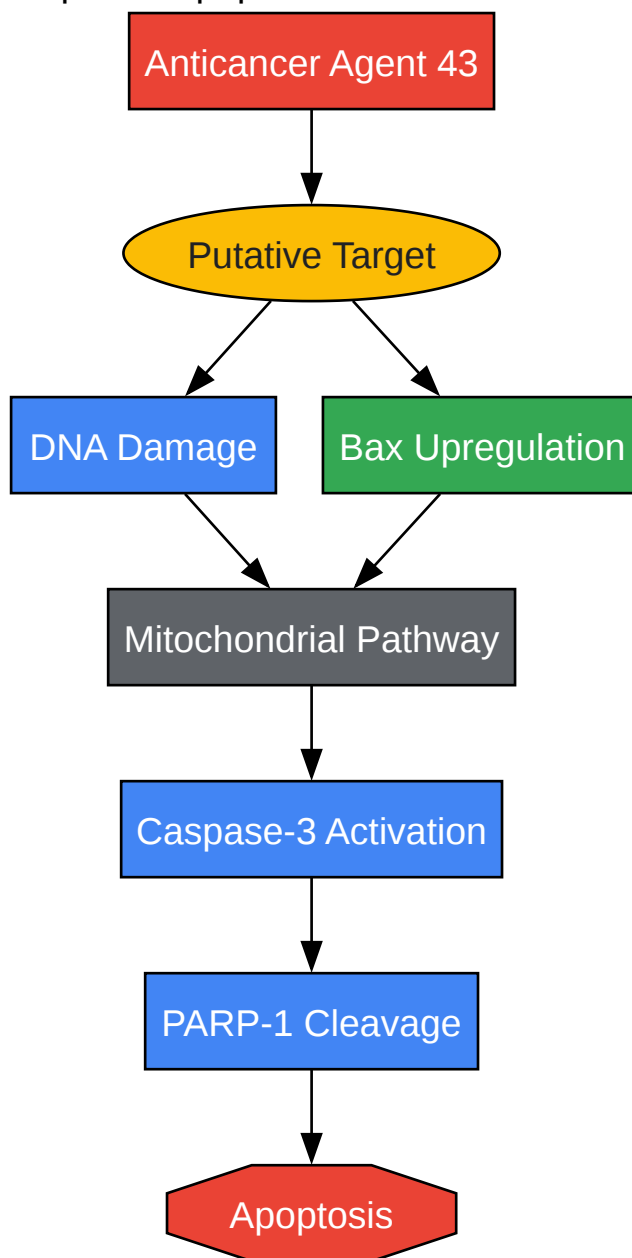 Anticancer Agent 43
Putative Target
DNA Damage
Bax Upregulation
Mitochondrial Pathway
Caspase-3 Activation
PARP-1 Cleavage
Apoptosis